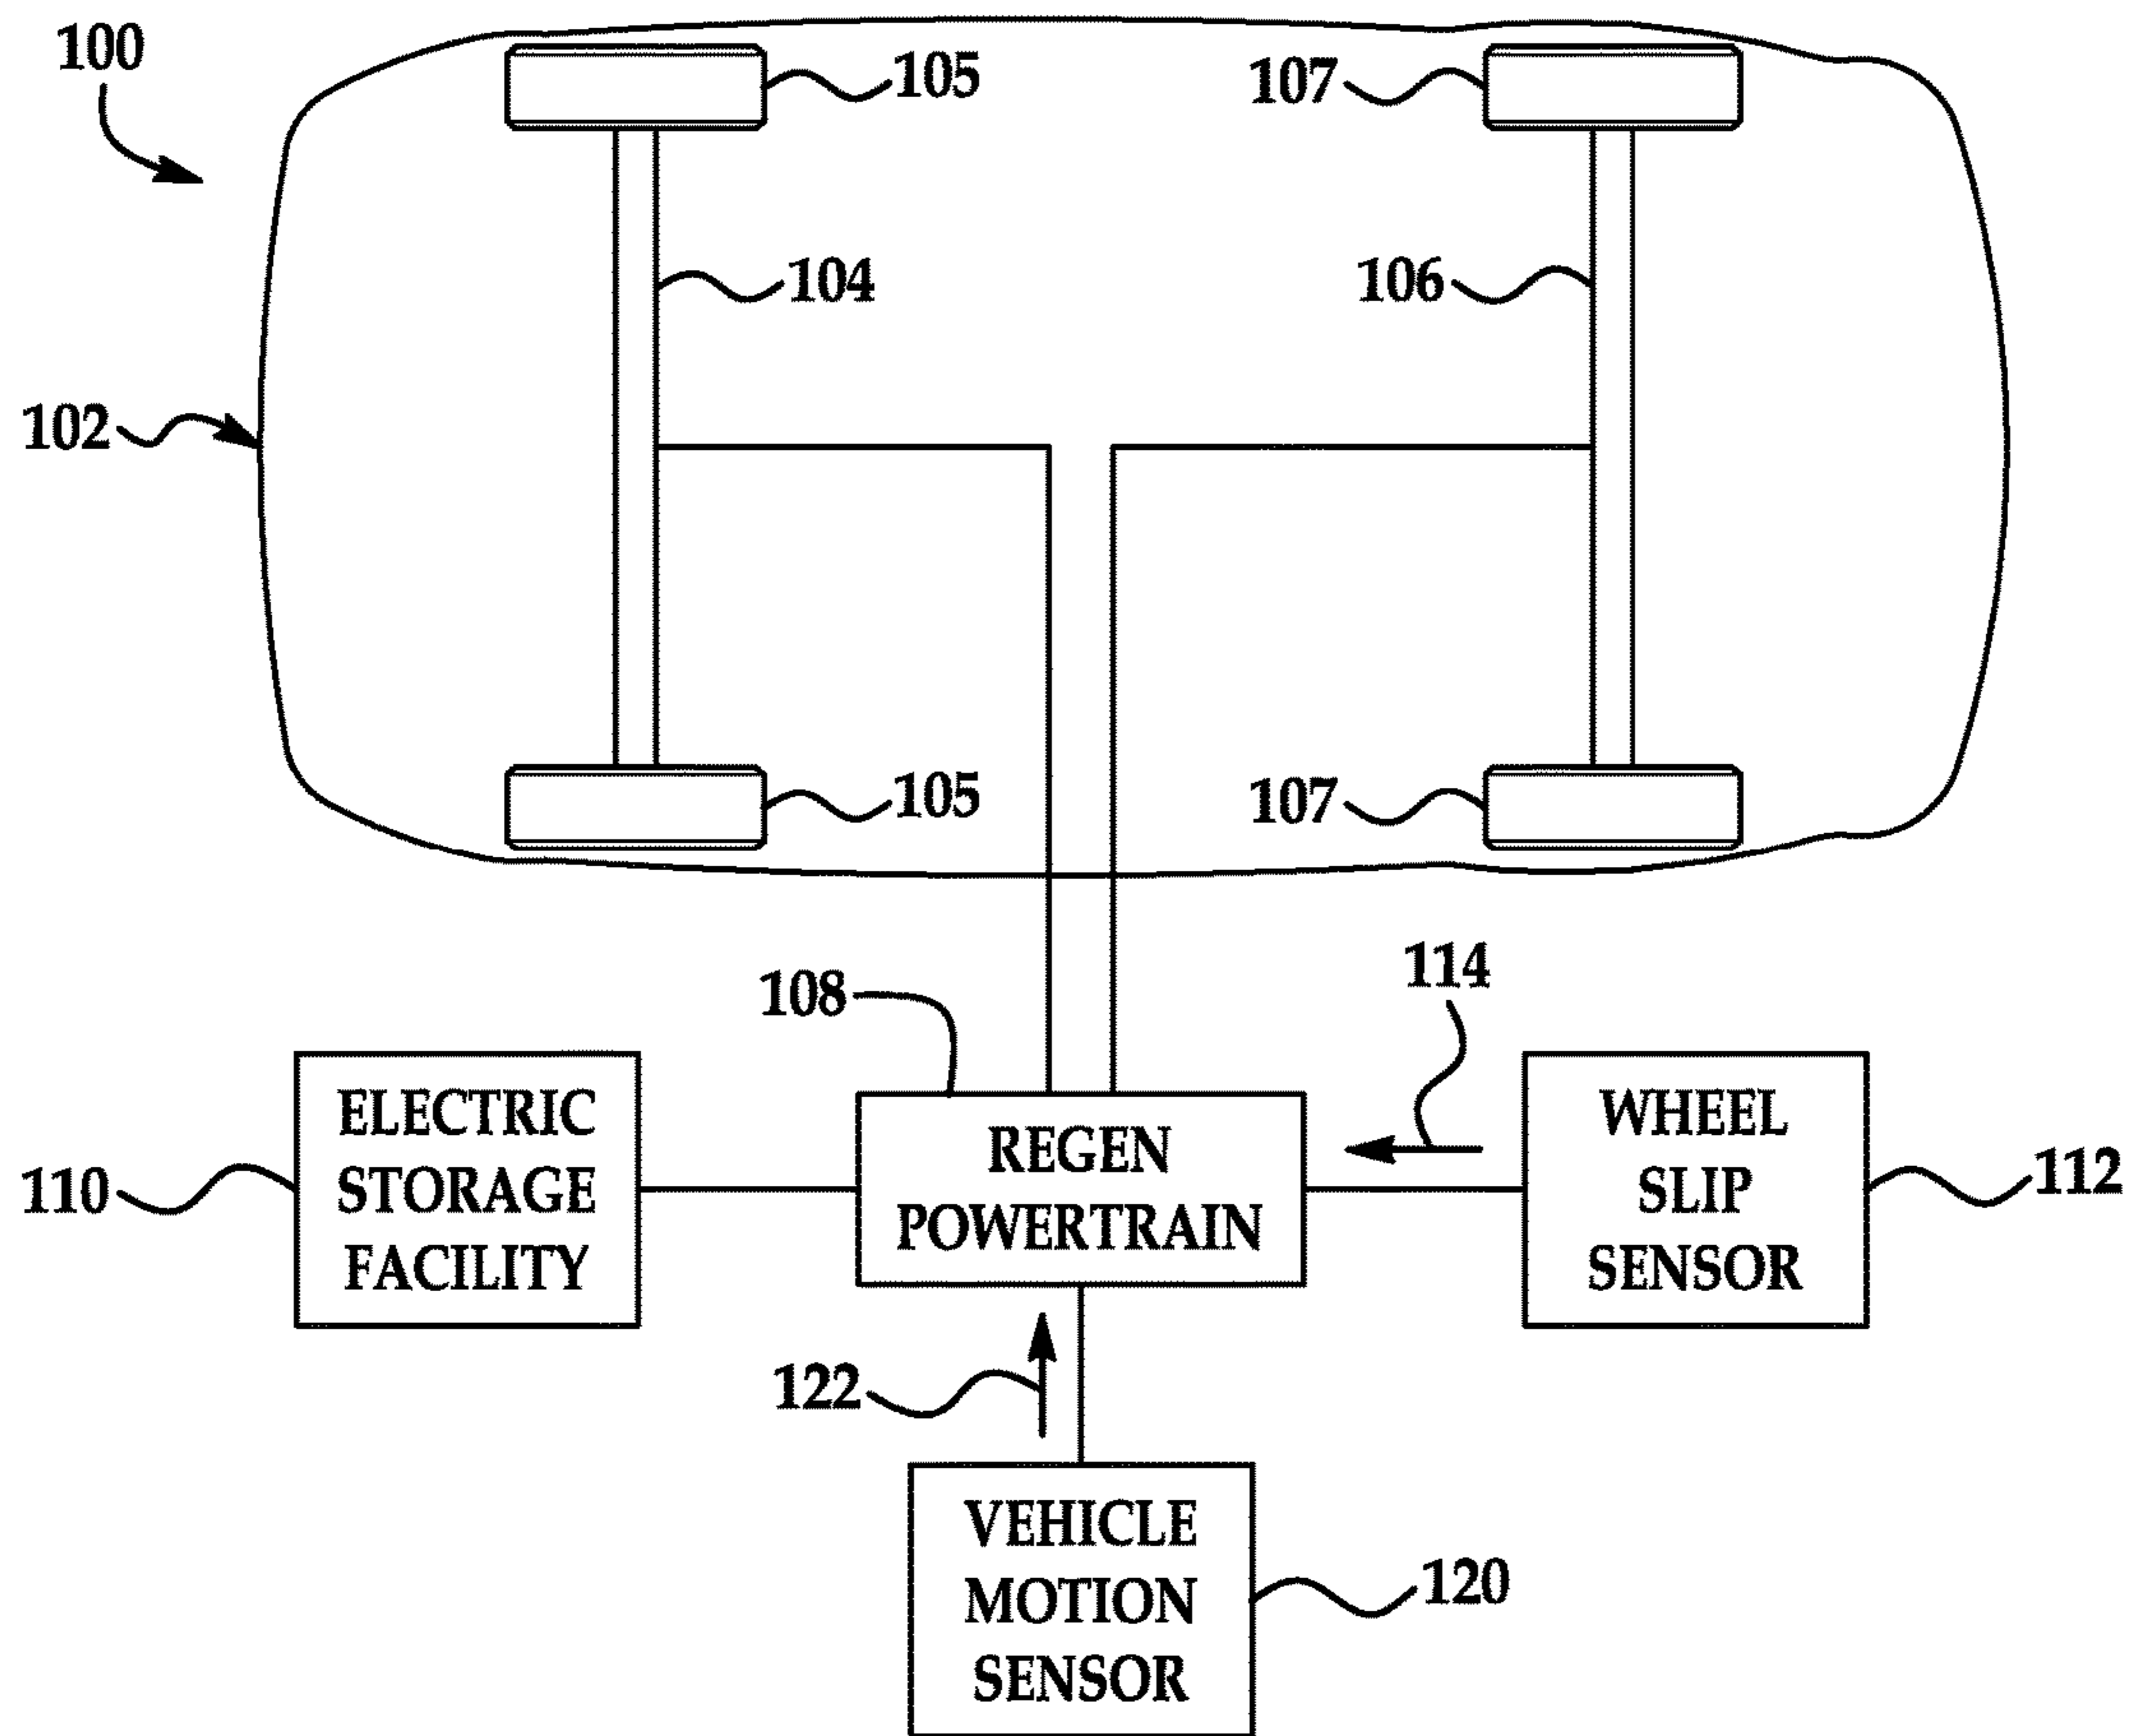 100
105
107
104
106
102
105
107
114
108
ELECTRIC
STORAGE
FACILITY
REGEN
POWERTRAIN
WHEEL
SLIP
SENSOR
110
112
122
VEHICLE
MOTION
SENSOR
120